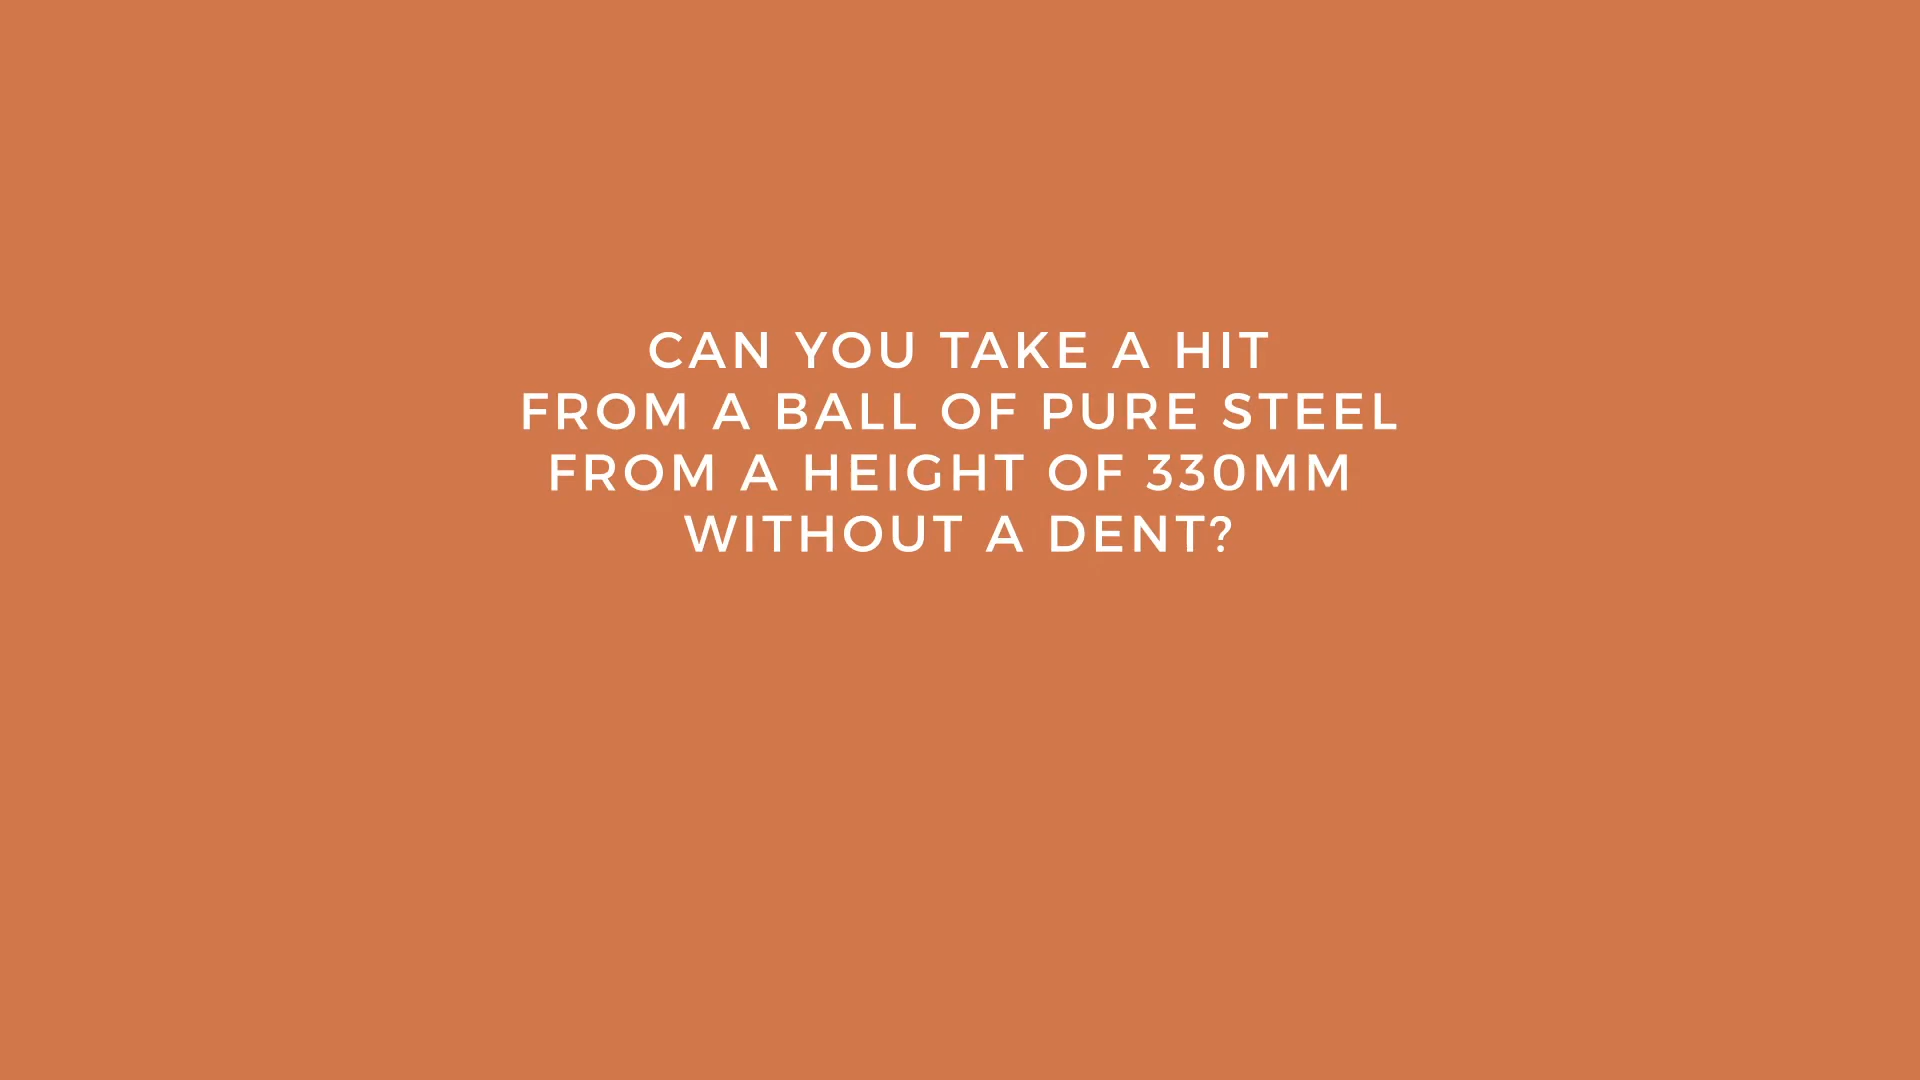 CAN YOU TAKE A HIT
FROM A BALL OF PURE STEEL
FROM A HEIGHT OF 330MM
WITHOUT A DENT?